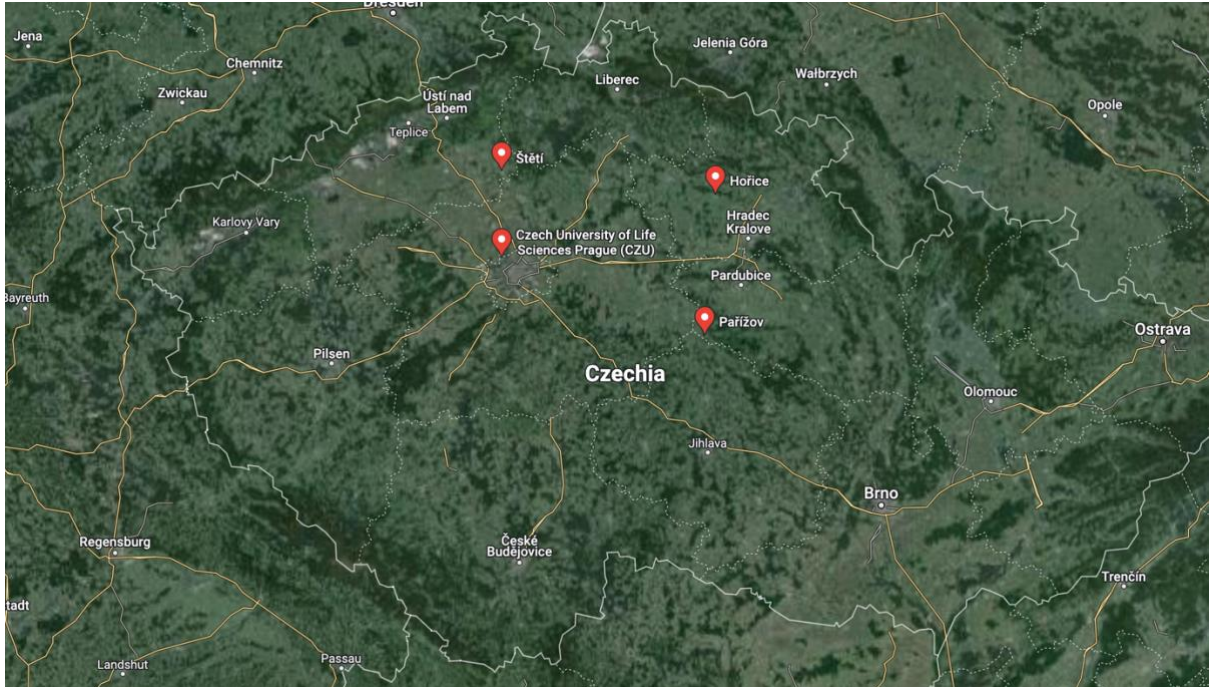 Dresden
Jena
Jelenia Góra
Chemnitz
Wałbrzych
Liberec
Zwickau
Ústí nad
Labem
Opole
Teplice
Štětí
Hořice
Karlovy Vary
Hradec
Kralove
Czech University of Life
Sciences Prague (CZU)
Pardubice
Bayreuth
Pařížov
Ostrava
Pilsen
Czechia
Olomouc
Jihlava
Brno
Regensburg
České
Budějovice
Trenčín
tadt
Passau
Landshut